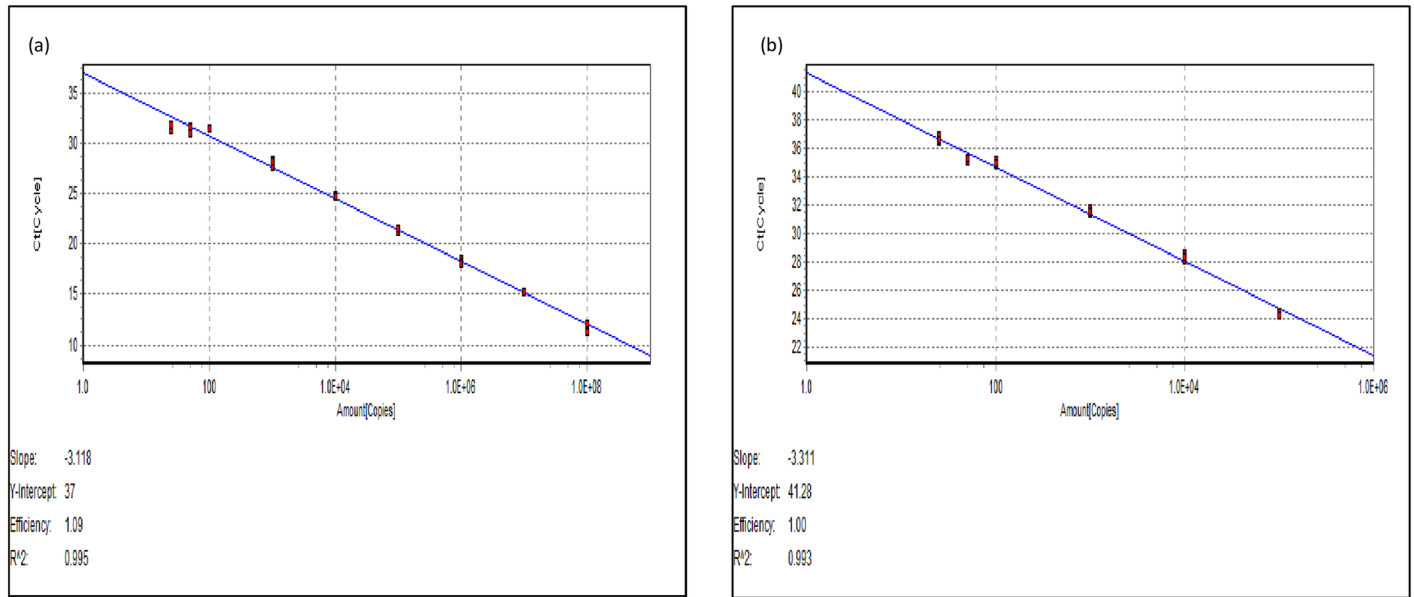 (a)
35
30
25
20
15
10
Ct[Cycle]
1.0 100 1.0E+04 1.0E+06 1.0E+08
Amount[Copies]
Slope: -3.118
Y-Intercept: 37
Efficiency: 1.09
R^2: 0.995
(b)
40
38
36
34
32
30
28
26
24
22
Ct[Cycle]
1.0 100 1.0E+04 1.0E+06
Amount[Copies]
Slope: -3.311
Y-Intercept: 41.28
Efficiency: 1.00
R^2: 0.993